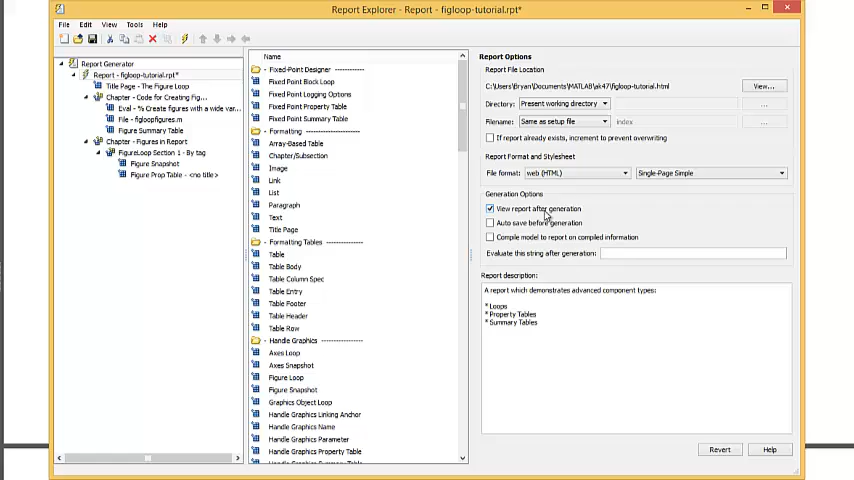 Report Explorer - Report - figloop-tutorial.rpt*
File Edit View Tools Help
Report Generator
Report - figloop-tutorial.rpt*
Title Page - The Figure Loop
Chapter - Code for Creating Fig...
Eval - % Create figures with a wide var...
File - figloopfigures.m
Figure Summary Table
Chapter - Figures in Report
FigureLoop Section 1 - By tag
Figure Snapshot
Figure Prop Table - <no title>
Name
- Fixed-Point Designer ------------
Fixed Point Block Loop
Fixed Point Logging Options
Fixed Point Property Table
Fixed Point Summary Table
- Formatting --------------------
Array-Based Table
Chapter/Subsection
Image
Link
List
Paragraph
Text
Title Page
- Formatting Tables --------------
Table
Table Body
Table Column Spec
Table Entry
Table Footer
Table Header
Table Row
- Handle Graphics ---------------
Axes Loop
Axes Snapshot
Figure Loop
Figure Snapshot
Graphics Object Loop
Handle Graphics Linking Anchor
Handle Graphics Name
Handle Graphics Parameter
Handle Graphics Property Table
Handle Graphics Summary Table
Report Options
Report File Location
C:\Users\Bryan\Documents\MATLAB\ak47\figloop-tutorial.html View...
Directory: Present working directory ...
Filename: Same as setup file index ...
If report already exists, increment to prevent overwriting
Report Format and Stylesheet
File format: web (HTML) Single-Page Simple
Generation Options
View report after generation
Auto save before generation
Compile model to report on compiled information
Evaluate this string after generation:
Report description:
A report which demonstrates advanced component types:
* Loops
* Property Tables
* Summary Tables
Revert Help